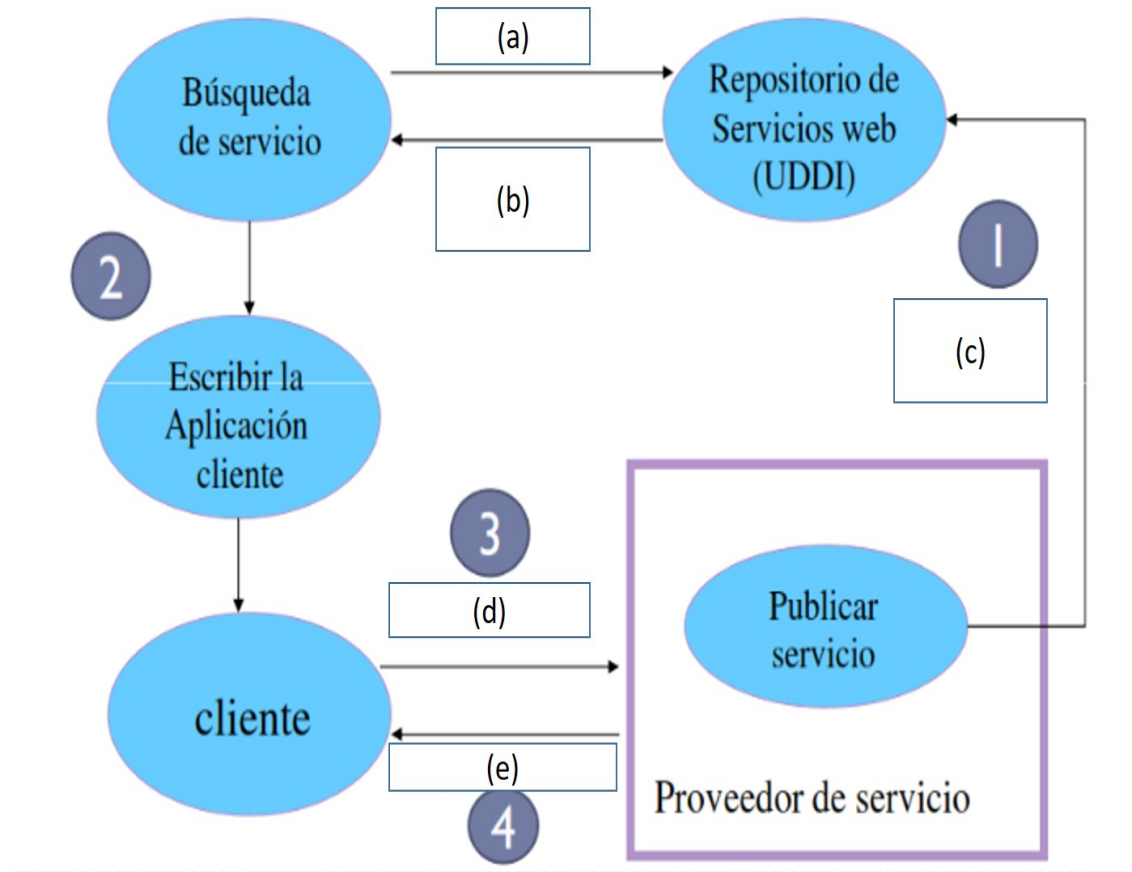 (a)
Búsqueda
de servicio
Repositorio de
Servicios web
(UDDI)
(b)
1
2
(c)
Escribir la
Aplicación
cliente
3
(d)
Publicar
servicio
cliente
(e)
Proveedor de servicio
4